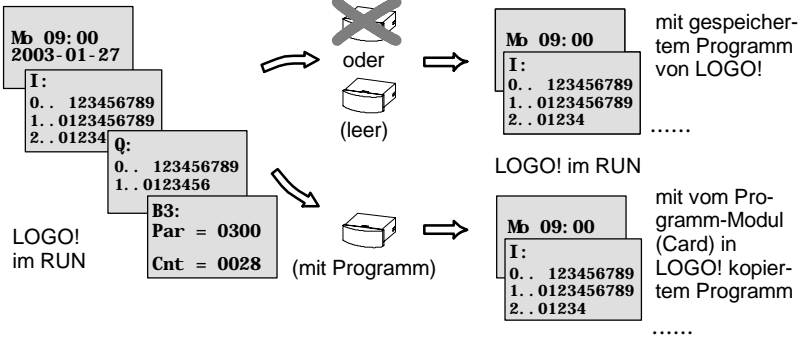 Mo 09:00
2003-01-27
I:
0.. 123456789
1..0123456789
2..01234
Q:
0.. 123456789
1..0123456
B3:
Par = 0300
Cnt = 0028
LOGO!
im RUN
oder
(leer)
(mit Programm)
Mo 09:00
I:
0.. 123456789
1..0123456789
2..01234
mit gespeicher-
tem Programm
von LOGO!
......
LOGO! im RUN
Mo 09:00
I:
0.. 123456789
1..0123456789
2..01234
mit vom Pro-
gramm-Modul
(Card) in
LOGO! kopier-
tem Programm
......